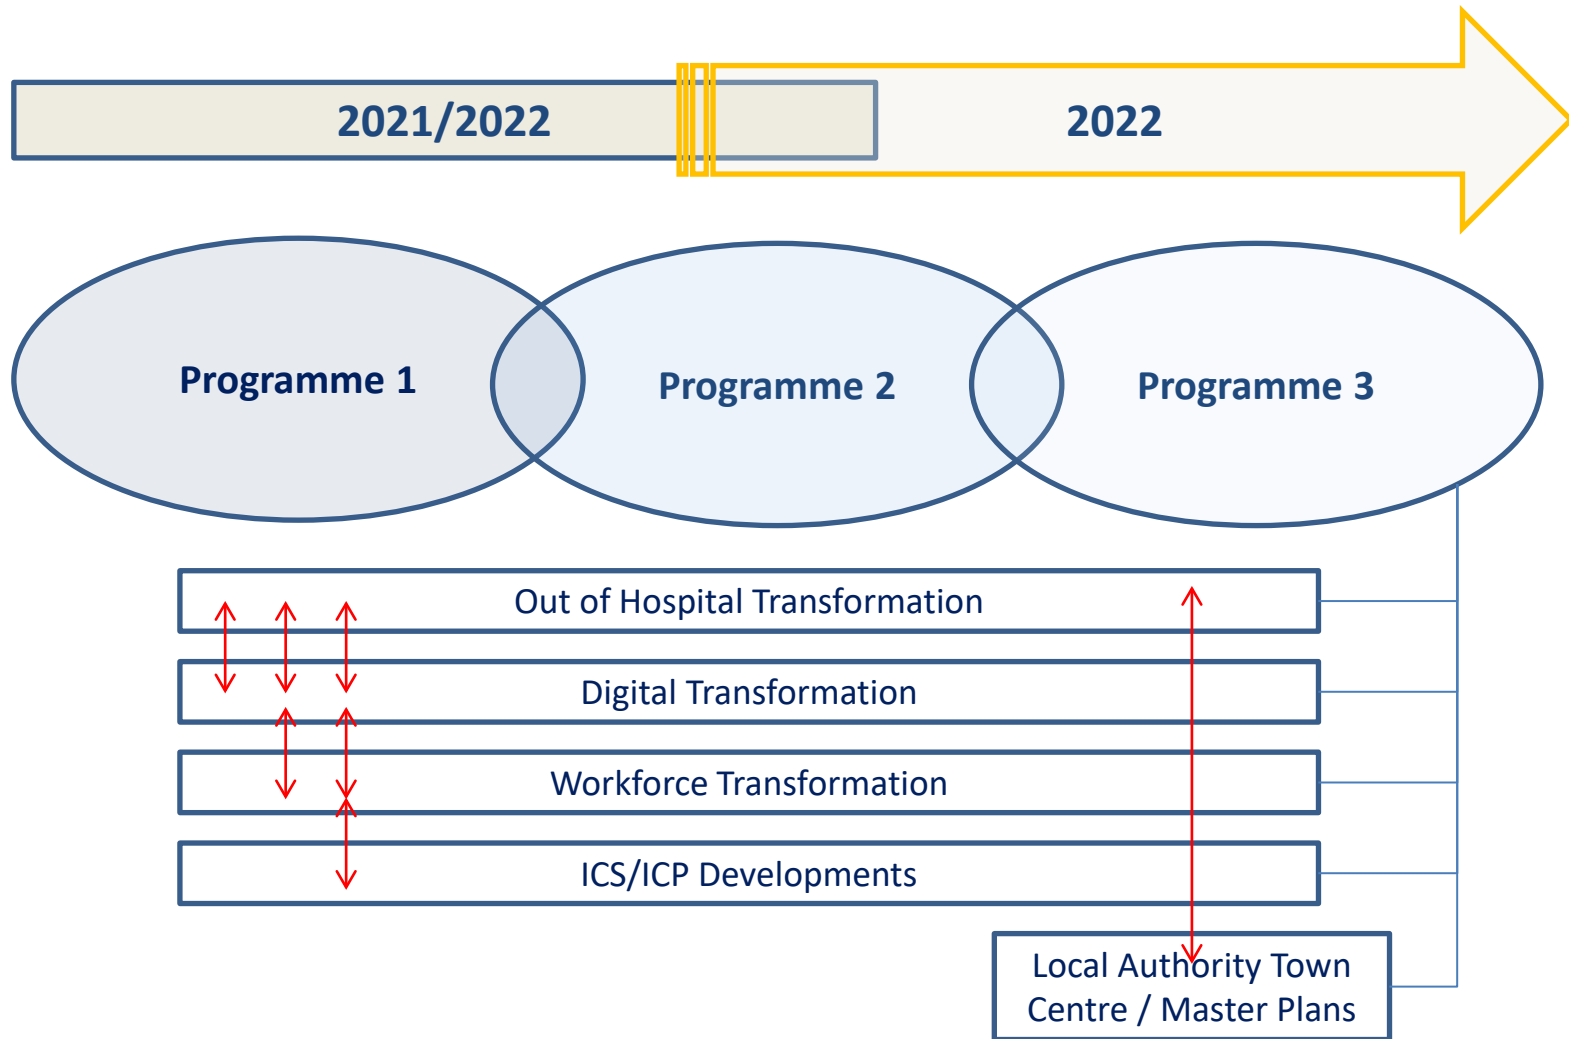 2021/2022
2022
Programme 1
Programme 2
Programme 3
Out of Hospital Transformation
Digital Transformation
Workforce Transformation
ICS/ICP Developments
Local Authority Town
Centre / Master Plans